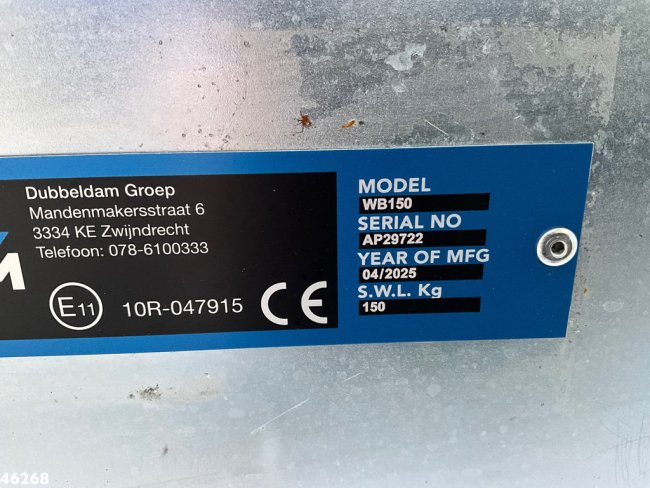 Dubbeldam Groep
Mandenmakersstraat 6
3334 KE Zwijndrecht
Telefoon: 078-6100333
E11 10R-047915 CE
MODEL
WB150
SERIAL NO
AP29722
YEAR OF MFG
04/2025
S.W.L. Kg
150
46268